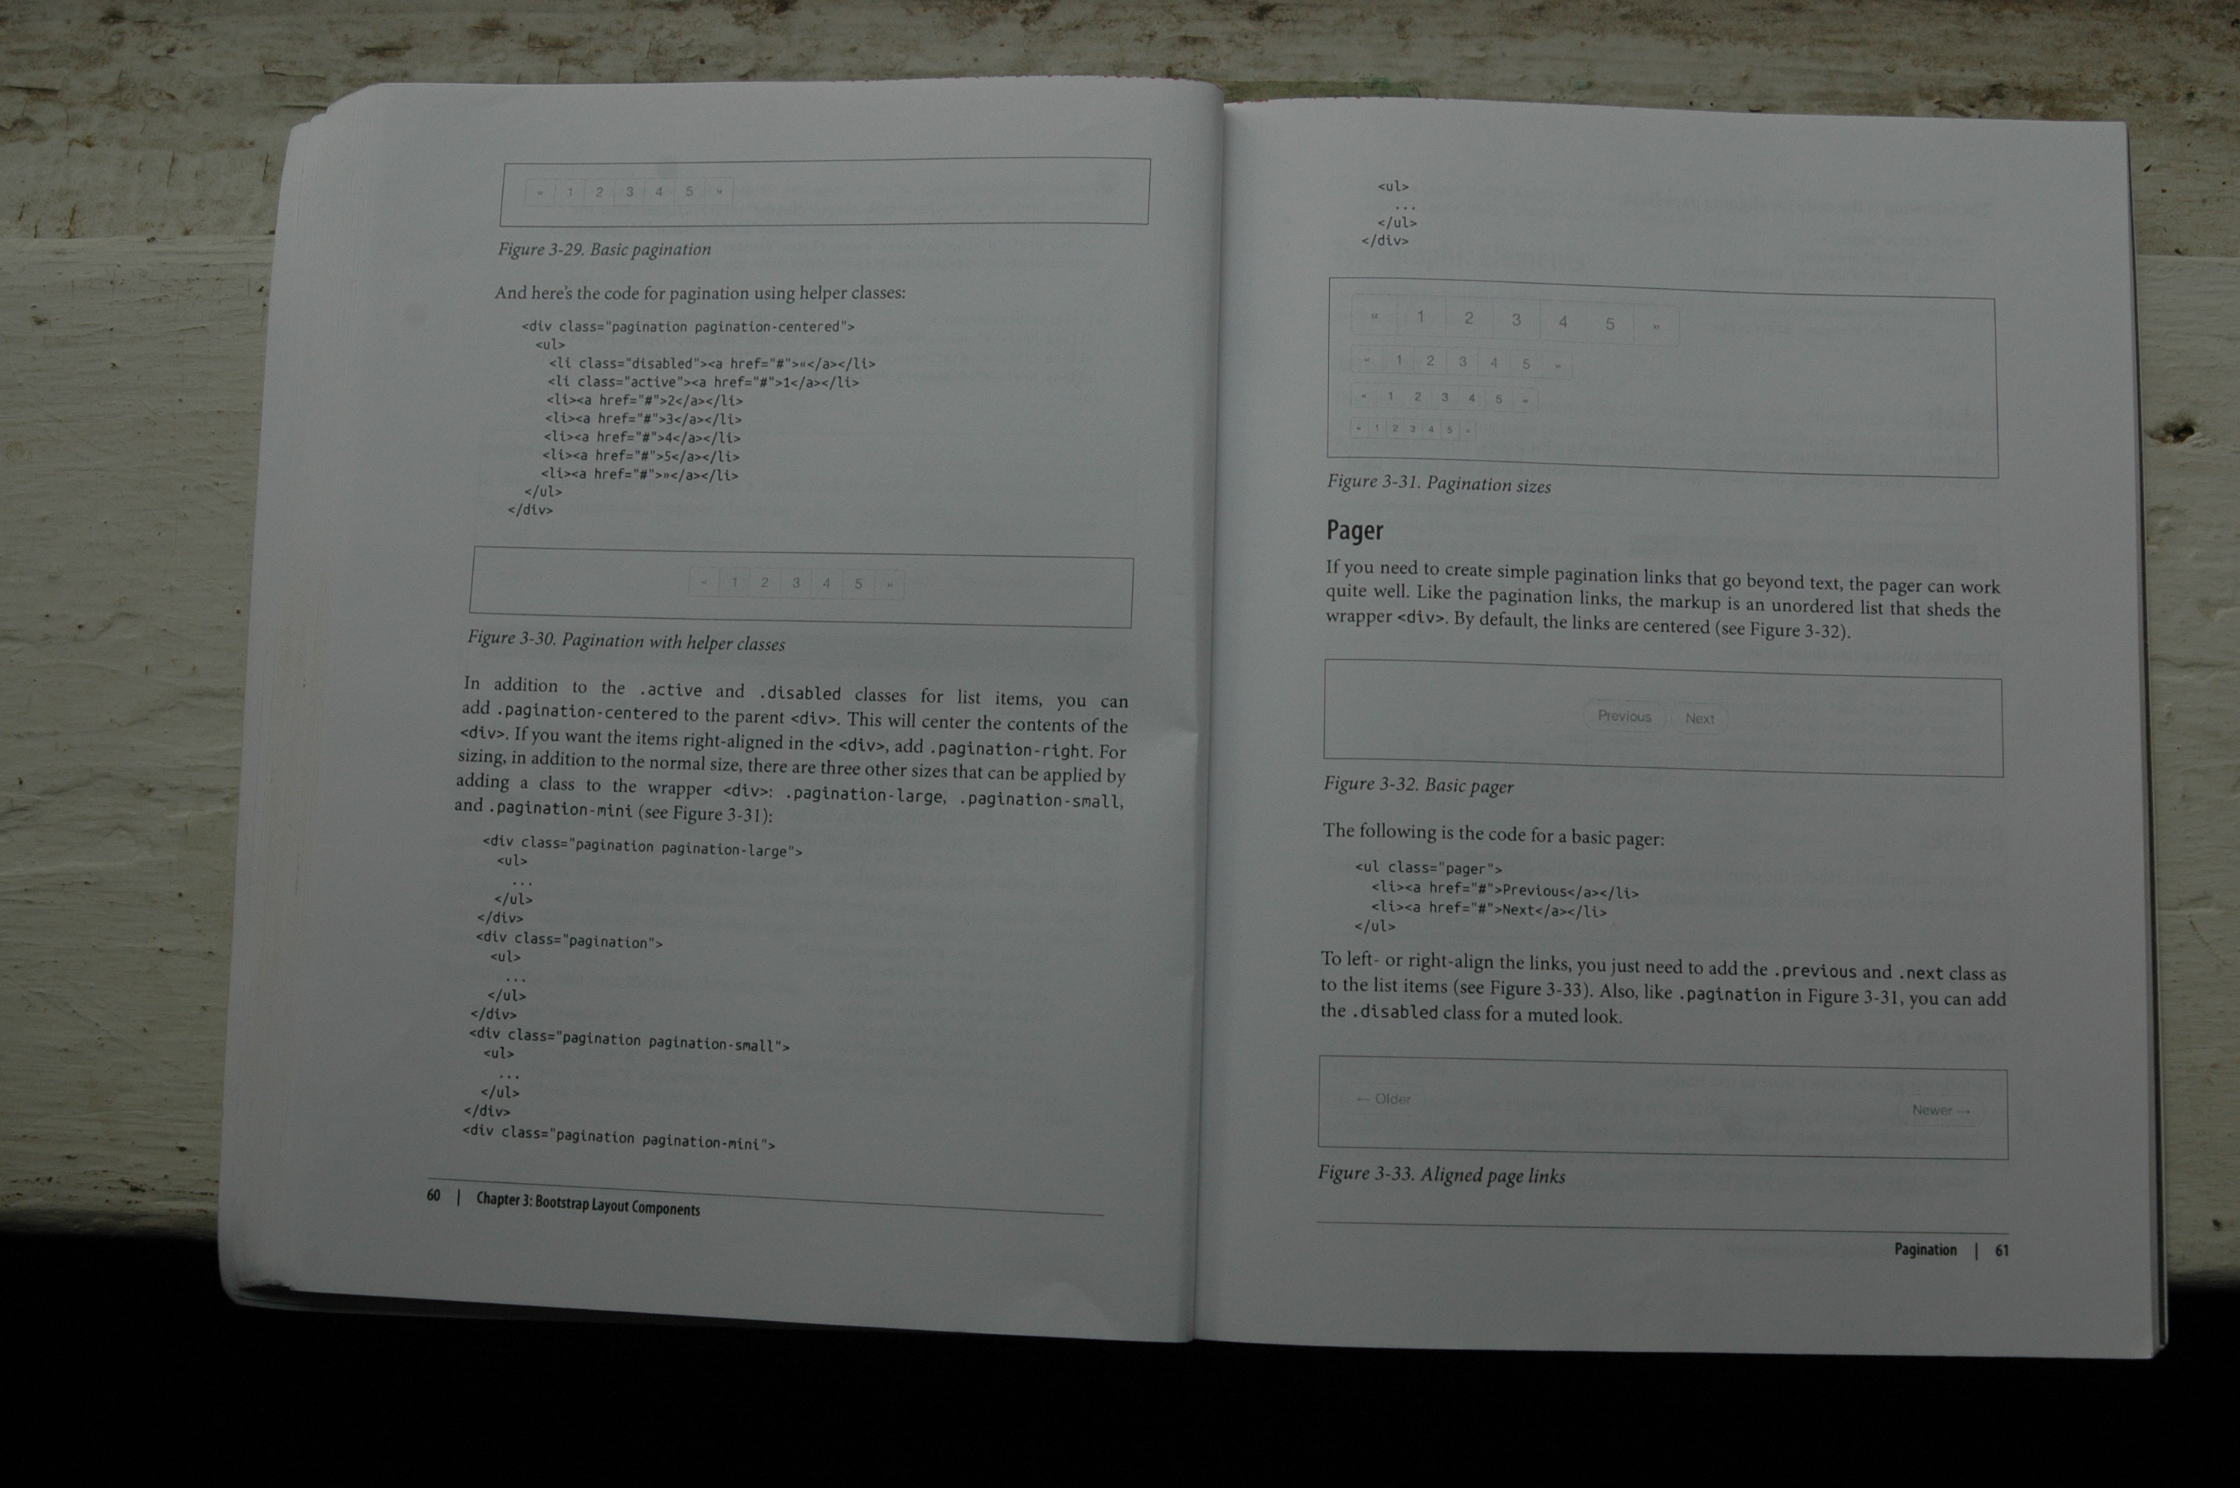 « 1 2 3 4 5 »
Figure 3-29. Basic pagination
And here's the code for pagination using helper classes:
<div class="pagination pagination-centered">
<ul>
<li class="disabled"><a href="#">«</a></li>
<li class="active"><a href="#">1</a></li>
<li><a href="#">2</a></li>
<li><a href="#">3</a></li>
<li><a href="#">4</a></li>
<li><a href="#">5</a></li>
<li><a href="#">»</a></li>
</ul>
</div>
« 1 2 3 4 5 »
Figure 3-30. Pagination with helper classes
In addition to the .active and .disabled classes for list items, you can
add .pagination-centered to the parent <div>. This will center the contents of the
<div>. If you want the items right-aligned in the <div>, add .pagination-right. For
sizing, in addition to the normal size, there are three other sizes that can be applied by
adding a class to the wrapper <div>: .pagination-large, .pagination-small,
and .pagination-mini (see Figure 3-31):
<div class="pagination pagination-large">
<ul>
...
</ul>
</div>
<div class="pagination">
<ul>
...
</ul>
</div>
<div class="pagination pagination-small">
<ul>
...
</ul>
</div>
<div class="pagination pagination-mini">
60 | Chapter 3: Bootstrap Layout Components
<ul>
...
</ul>
</div>
« 1 2 3 4 5 »
« 1 2 3 4 5 »
« 1 2 3 4 5 »
« 1 2 3 4 5 »
Figure 3-31. Pagination sizes
Pager
If you need to create simple pagination links that go beyond text, the pager can work
quite well. Like the pagination links, the markup is an unordered list that sheds the
wrapper <div>. By default, the links are centered (see Figure 3-32).
Previous Next
Figure 3-32. Basic pager
The following is the code for a basic pager:
<ul class="pager">
<li><a href="#">Previous</a></li>
<li><a href="#">Next</a></li>
</ul>
To left- or right-align the links, you just need to add the .previous and .next class as
to the list items (see Figure 3-33). Also, like .pagination in Figure 3-31, you can add
the .disabled class for a muted look.
← Older Newer →
Figure 3-33. Aligned page links
Pagination | 61